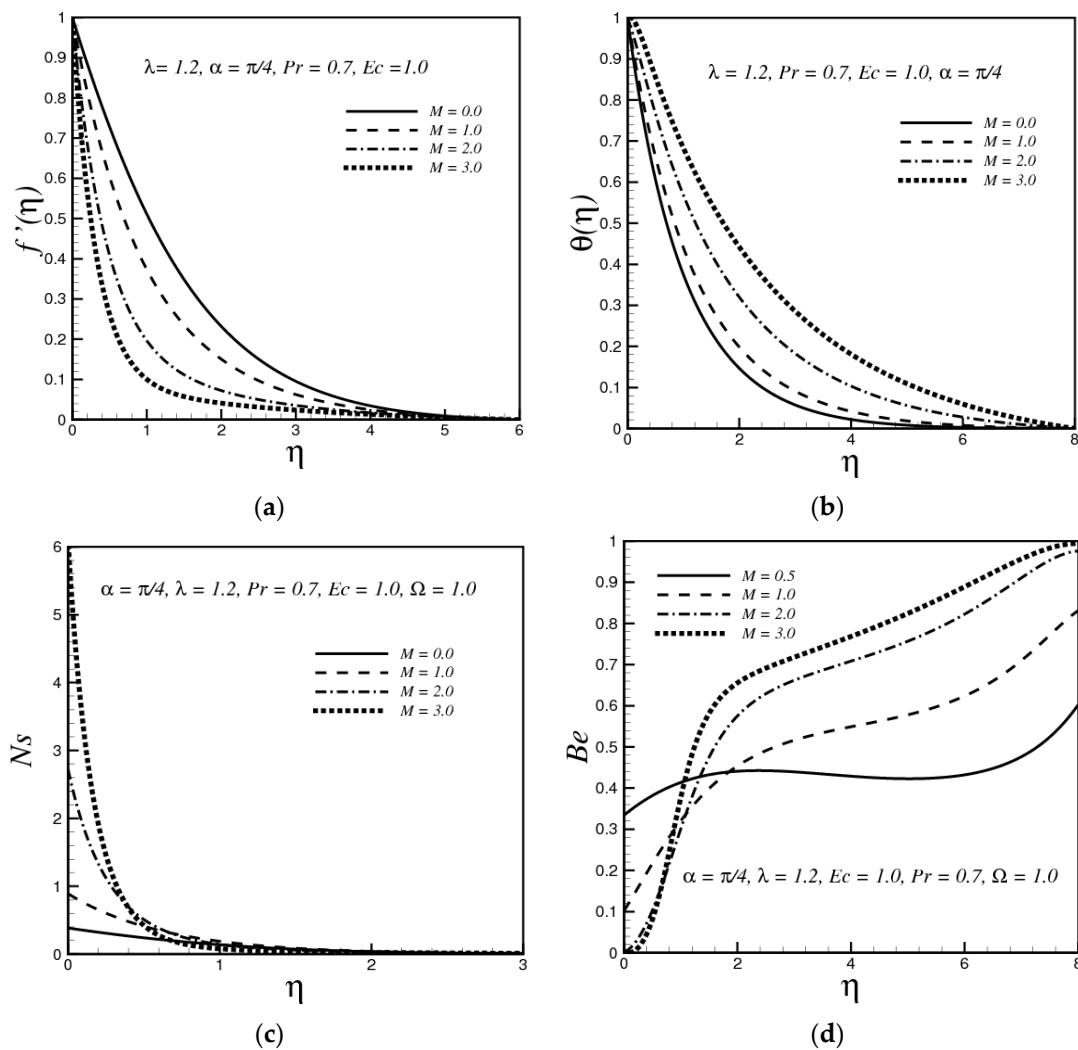 λ= 1.2, α = π/4, Pr = 0.7, Ec =1.0
M = 0.0
M = 1.0
M = 2.0
M = 3.0
f '(η)
1
0.9
0.8
0.7
0.6
0.5
0.4
0.3
0.2
0.1
0
0 1 2 3 4 5 6
η
(a)
λ = 1.2, Pr = 0.7, Ec = 1.0, α = π/4
M = 0.0
M = 1.0
M = 2.0
M = 3.0
θ(η)
1
0.9
0.8
0.7
0.6
0.5
0.4
0.3
0.2
0.1
0
0 2 4 6 8
η
(b)
α = π/4, λ = 1.2, Pr = 0.7, Ec = 1.0, Ω = 1.0
M = 0.0
M = 1.0
M = 2.0
M = 3.0
Ns
6
5
4
3
2
1
0
0 1 2 3
η
(c)
M = 0.5
M = 1.0
M = 2.0
M = 3.0
Be
1
0.9
0.8
0.7
0.6
0.5
0.4
0.3
0.2
0.1
0
α = π/4, λ = 1.2, Ec = 1.0, Pr = 0.7, Ω = 1.0
0 2 4 6 8
η
(d)